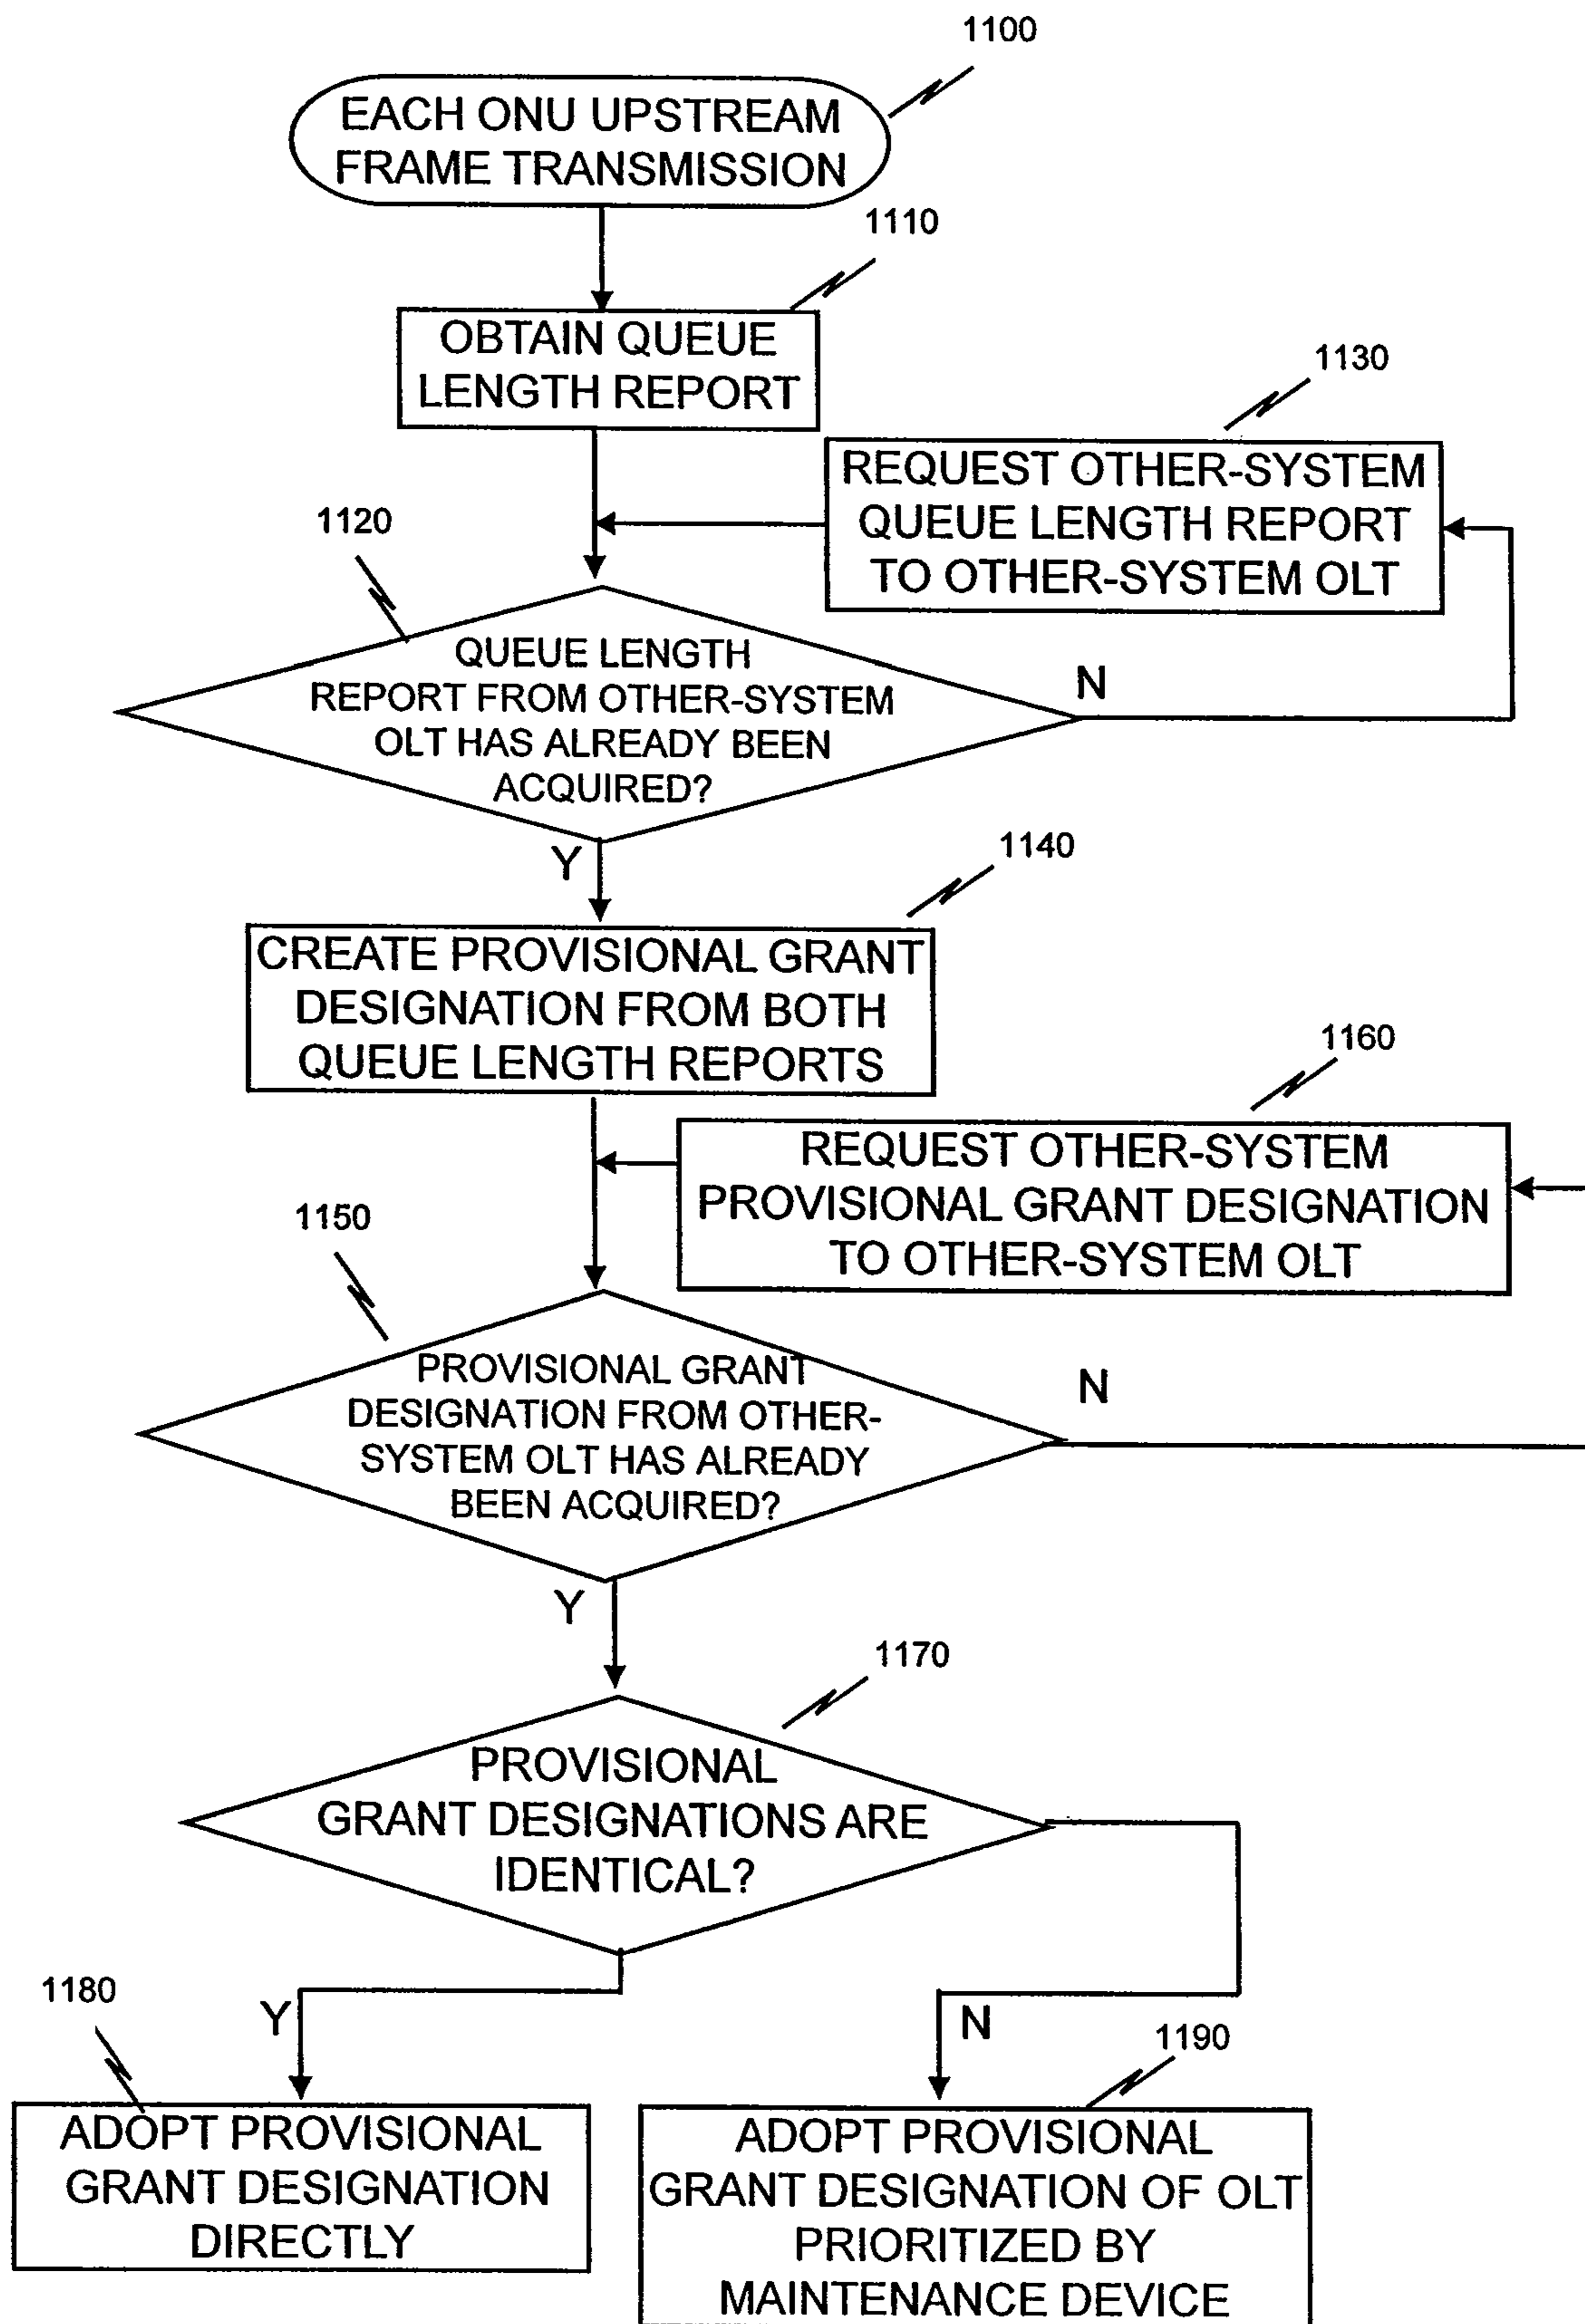 1100
EACH ONU UPSTREAM
FRAME TRANSMISSION
1110
OBTAIN QUEUE
LENGTH REPORT
1130
REQUEST OTHER-SYSTEM
QUEUE LENGTH REPORT
TO OTHER-SYSTEM OLT
1120
QUEUE LENGTH
REPORT FROM OTHER-SYSTEM
OLT HAS ALREADY BEEN
ACQUIRED?
N
Y
1140
CREATE PROVISIONAL GRANT
DESIGNATION FROM BOTH
QUEUE LENGTH REPORTS
1160
REQUEST OTHER-SYSTEM
PROVISIONAL GRANT DESIGNATION
TO OTHER-SYSTEM OLT
1150
PROVISIONAL GRANT
DESIGNATION FROM OTHER-
SYSTEM OLT HAS ALREADY
BEEN ACQUIRED?
N
Y
1170
PROVISIONAL
GRANT DESIGNATIONS ARE
IDENTICAL?
1180
Y
N
1190
ADOPT PROVISIONAL
GRANT DESIGNATION
DIRECTLY
ADOPT PROVISIONAL
GRANT DESIGNATION OF OLT
PRIORITIZED BY
MAINTENANCE DEVICE